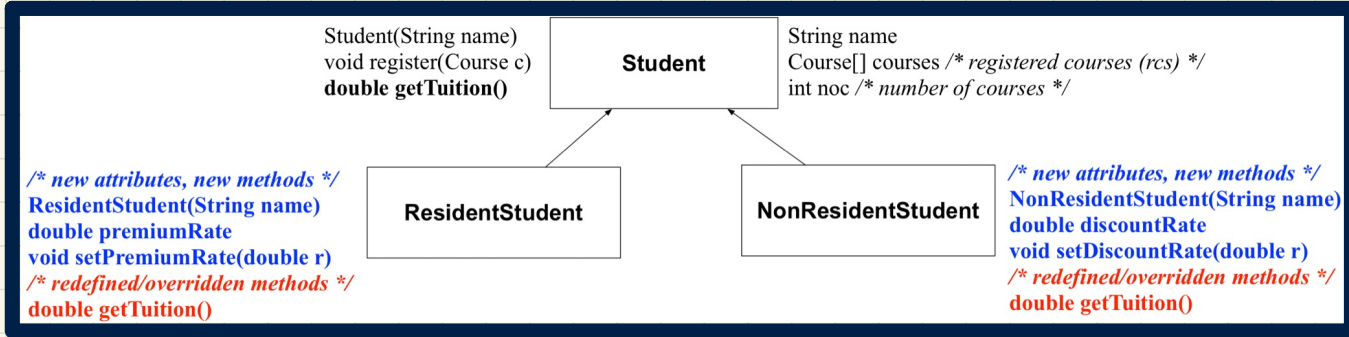 Student(String name)
void register(Course c)
double getTuition()
Student
String name
Course[] courses /* registered courses (rcs) */
int noc /* number of courses */
/* new attributes, new methods */
ResidentStudent(String name)
double premiumRate
void setPremiumRate(double r)
/* redefined/overridden methods */
double getTuition()
ResidentStudent
NonResidentStudent
/* new attributes, new methods */
NonResidentStudent(String name)
double discountRate
void setDiscountRate(double r)
/* redefined/overridden methods */
double getTuition()